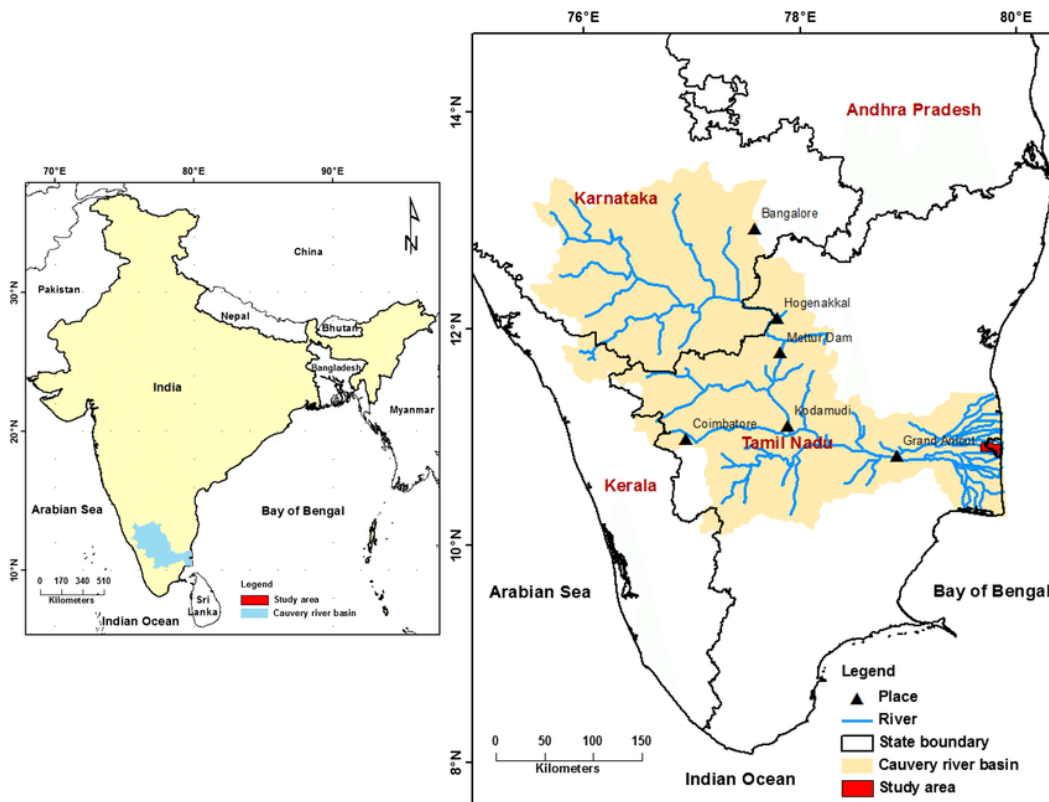 70°E 80°E 90°E
30°N
20°N
10°N
N
China
Pakistan
Nepal
Bhutan
Bangladesh
India
Myanmar
Arabian Sea
Bay of Bengal
0 170 340 510
Kilometers
Legend
Study area
Cauvery river basin
Sri
Lanka
Indian Ocean
76°E 78°E 80°E
14°N
12°N
10°N
8°N
Andhra Pradesh
Karnataka
Bangalore
Hogenakkal
Mettur Dam
Kodamudi
Coimbatore
Tamil Nadu
Grand Anicut
Kerala
Arabian Sea
Bay of Bengal
Legend
Place
River
State boundary
Cauvery river basin
Study area
0 50 100 150
Kilometers
Indian Ocean